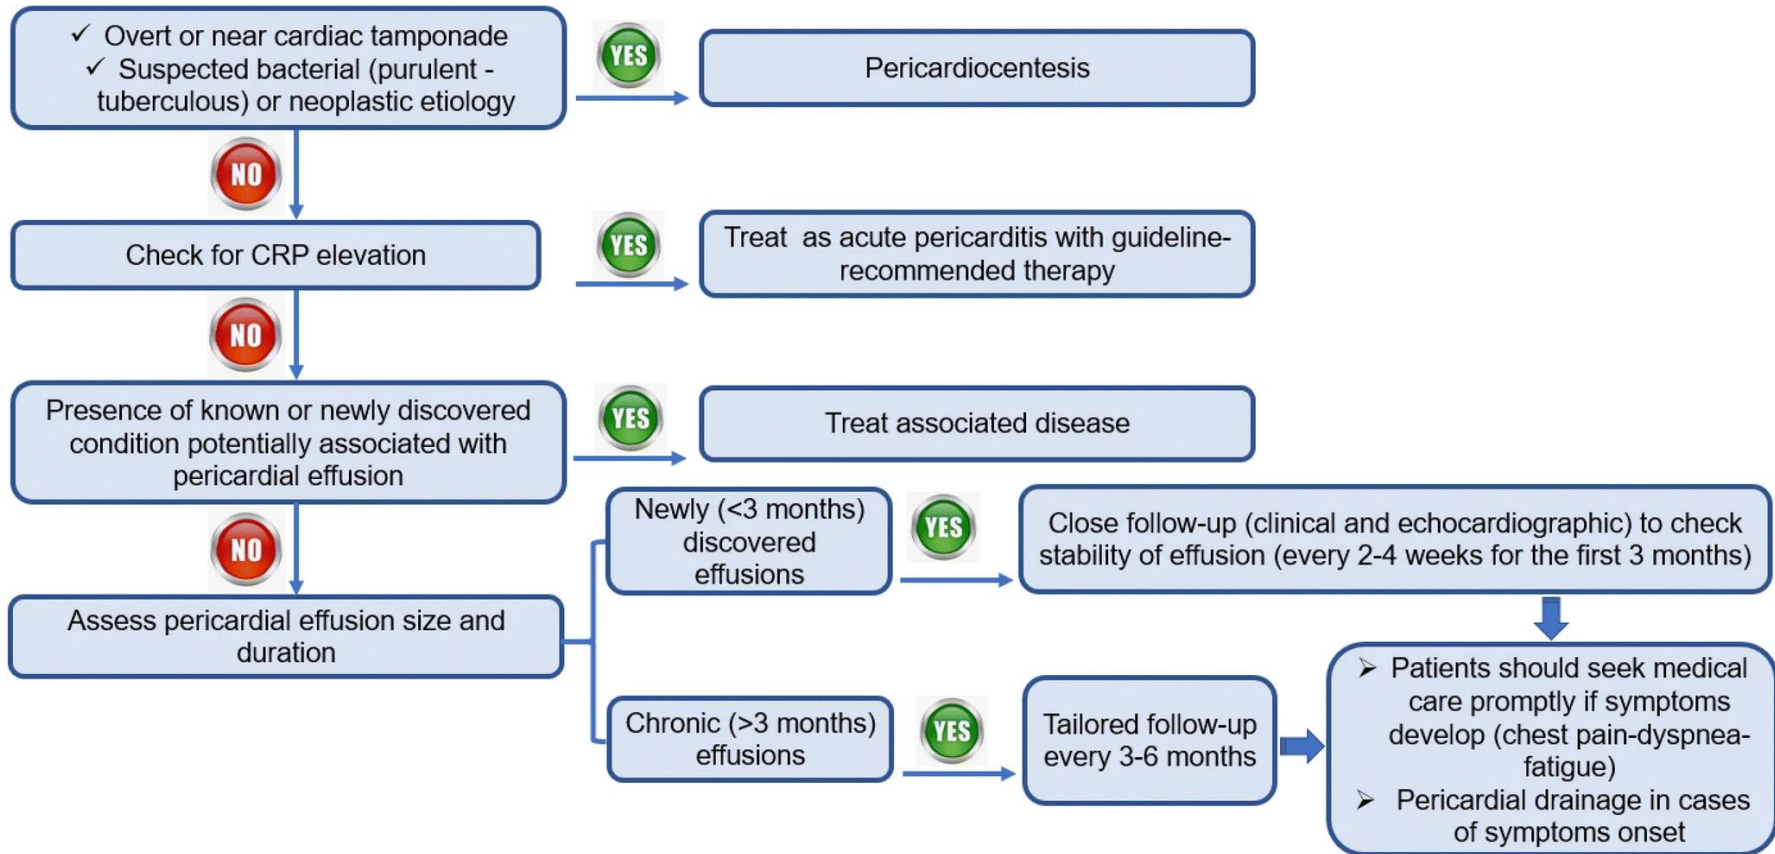 ✓ Overt or near cardiac tamponade
✓ Suspected bacterial (purulent -
tuberculous) or neoplastic etiology
YES
Pericardiocentesis
NO
Check for CRP elevation
YES
Treat as acute pericarditis with guideline-
recommended therapy
NO
Presence of known or newly discovered
condition potentially associated with
pericardial effusion
YES
Treat associated disease
NO
Assess pericardial effusion size and
duration
Newly (<3 months)
discovered
effusions
YES
Close follow-up (clinical and echocardiographic) to check
stability of effusion (every 2-4 weeks for the first 3 months)
Chronic (>3 months)
effusions
YES
Tailored follow-up
every 3-6 months
➢ Patients should seek medical
care promptly if symptoms
develop (chest pain-dyspnea-
fatigue)
➢ Pericardial drainage in cases
of symptoms onset